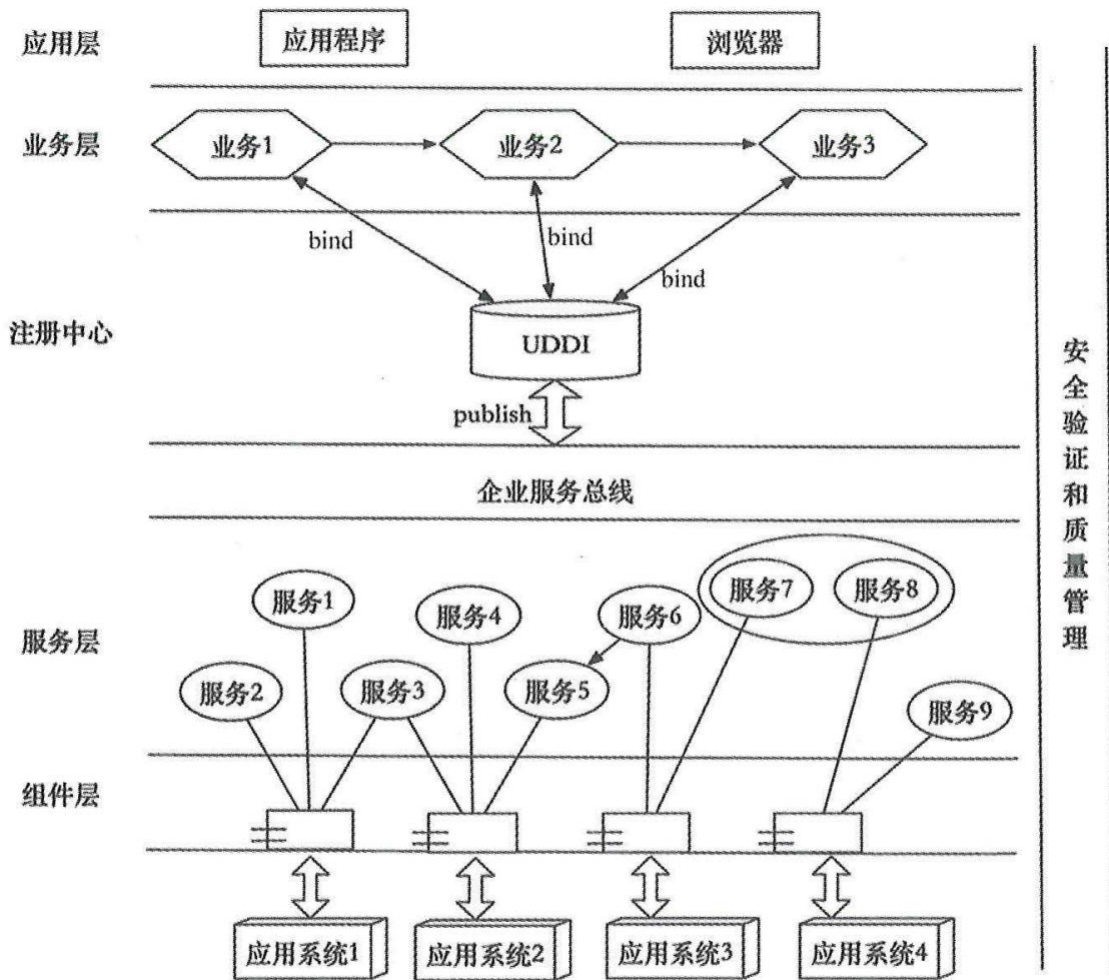 应用层
应用程序
浏览器
业务层
业务1
业务2
业务3
bind
bind
bind
注册中心
UDDI
publish
企业服务总线
服务层
服务1
服务2
服务3
服务4
服务5
服务6
服务7
服务8
服务9
组件层
应用系统1
应用系统2
应用系统3
应用系统4
安全验证和质量管理